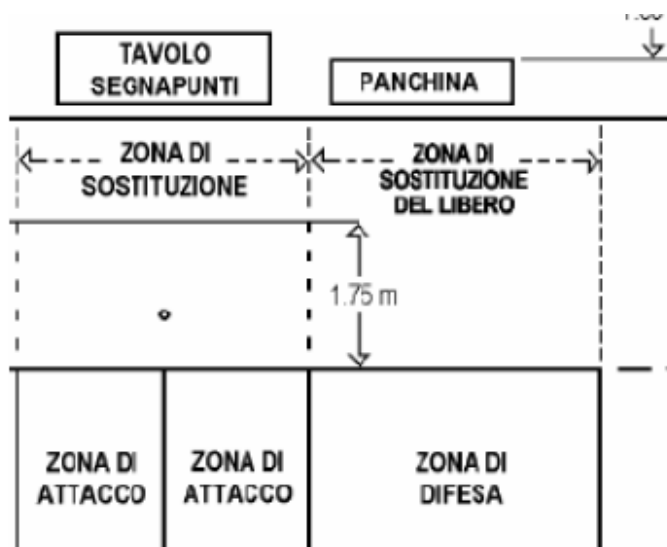 TAVOLO
SEGNAPUNTI
PANCHINA
ZONA DI
SOSTITUZIONE
ZONA DI
SOSTITUZIONE
DEL LIBERO
1.75 m
ZONA DI
ATTACCO
ZONA DI
ATTACCO
ZONA DI
DIFESA